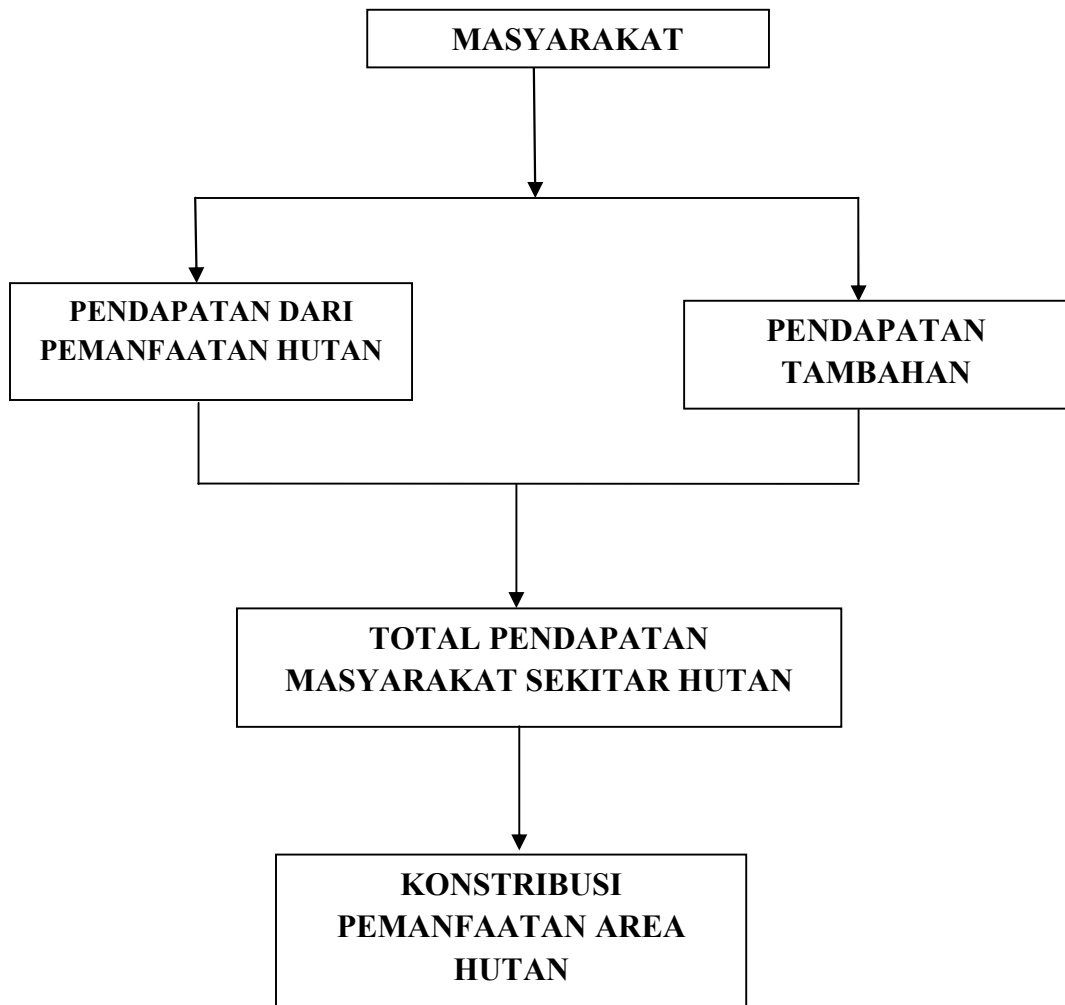 MASYARAKAT
PENDAPATAN DARI
PEMANFAATAN HUTAN
PENDAPATAN
TAMBAHAN
TOTAL PENDAPATAN
MASYARAKAT SEKITAR HUTAN
KONSTRIBUSI
PEMANFAATAN AREA
HUTAN